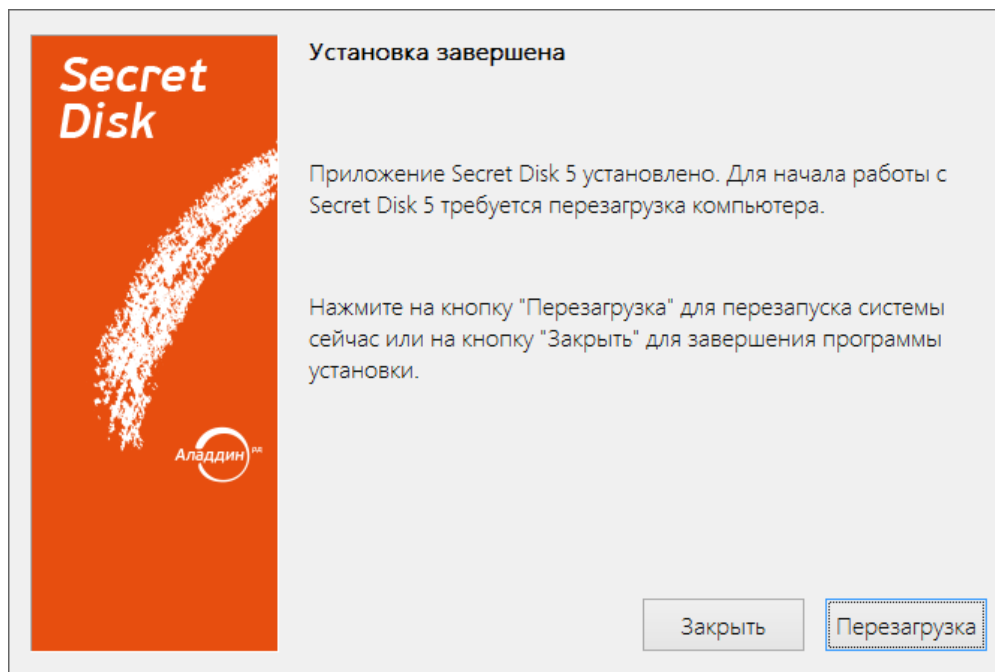 Secret
Disk
Аладдин РД
Установка завершена
Приложение Secret Disk 5 установлено. Для начала работы с
Secret Disk 5 требуется перезагрузка компьютера.
Нажмите на кнопку "Перезагрузка" для перезапуска системы
сейчас или на кнопку "Закрыть" для завершения программы
установки.
Закрыть
Перезагрузка